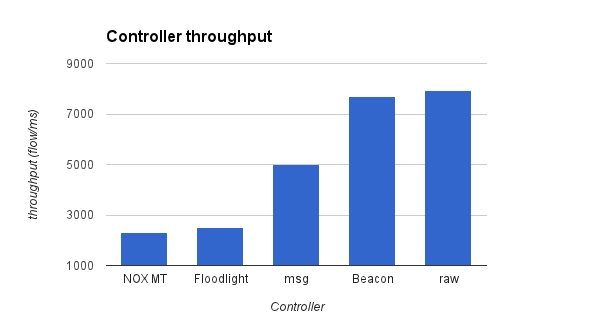 Controller throughput
throughput (flow/ms)
9000
7000
5000
3000
1000
NOX MT Floodlight msg Beacon raw
Controller